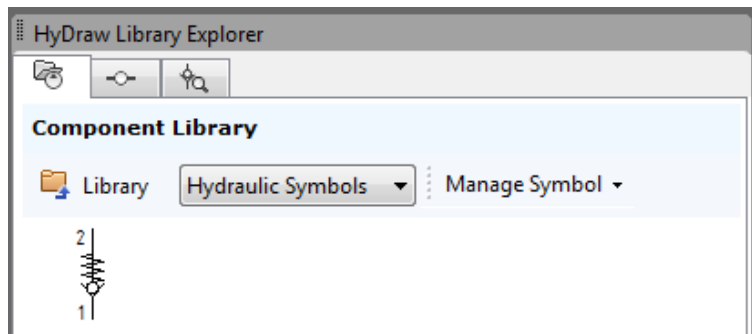 HyDraw Library Explorer
Component Library
Library Hydraulic Symbols Manage Symbol
2
1